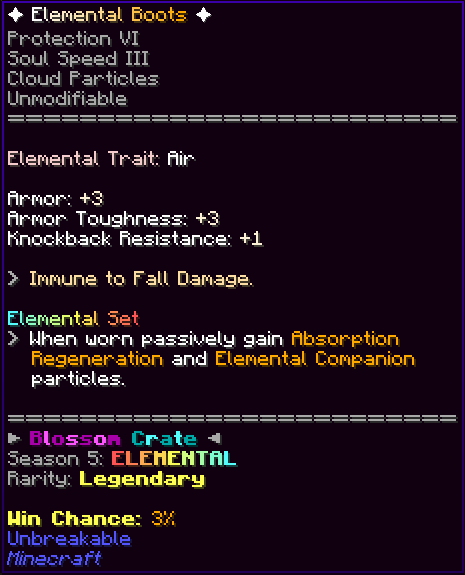 ✦ Elemental Boots ✦
Protection VI
Soul Speed III
Cloud Particles
Unmodifiable
=========================
Elemental Trait: Air
Armor: +3
Armor Toughness: +3
Knockback Resistance: +1
> Immune to Fall Damage.
Elemental Set
> When worn passively gain Absorption
Regeneration and Elemental Companion
particles.
=========================
► Blossom Crate ◄
Season 5: ELEMENTAL
Rarity: Legendary
Win Chance: 3%
Unbreakable
Minecraft